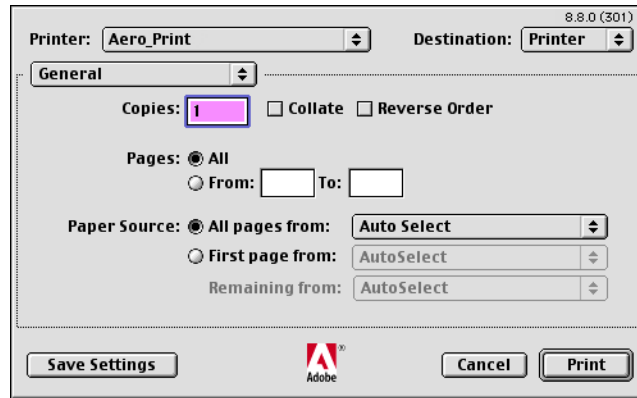 8.8.0 (301)
Printer: Aero_Print Destination: Printer
General
Copies: 1 Collate Reverse Order
Pages: All
From: To:
Paper Source: All pages from: Auto Select
First page from: AutoSelect
Remaining from: AutoSelect
Save Settings Adobe® Cancel Print